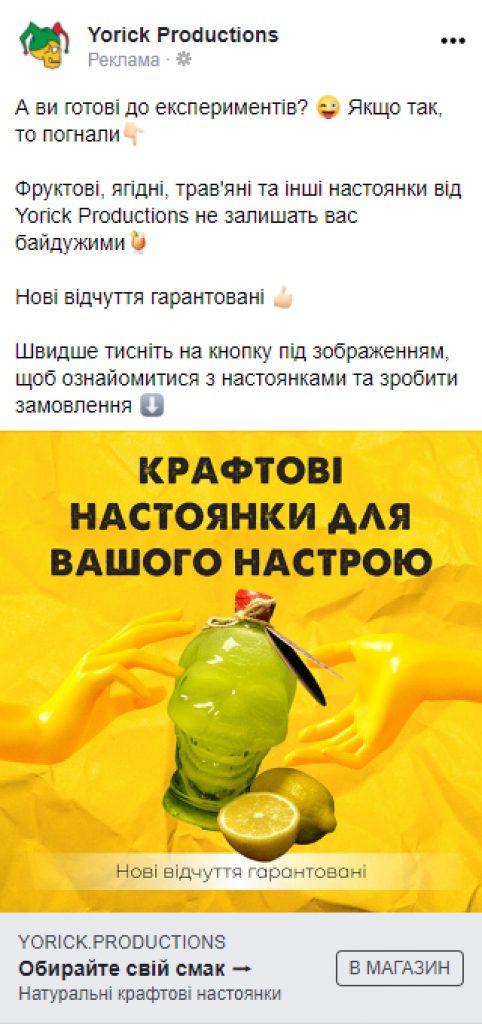 Yorick Productions
Реклама ·
А ви готові до експериментів? 😜 Якщо так,
то погнали👇🏻
Фруктові, ягідні, трав'яні та інші настоянки від
Yorick Productions не залишать вас
байдужими🍹
Нові відчуття гарантовані 👍🏻
Швидше тисніть на кнопку під зображенням,
щоб ознайомитися з настоянками та зробити
замовлення ⬇️
КРАФТОВІ
НАСТОЯНКИ ДЛЯ
ВАШОГО НАСТРОЮ
Нові відчуття гарантовані
YORICK.PRODUCTIONS
Обирайте свій смак →
В МАГАЗИН
Натуральні крафтові настоянки